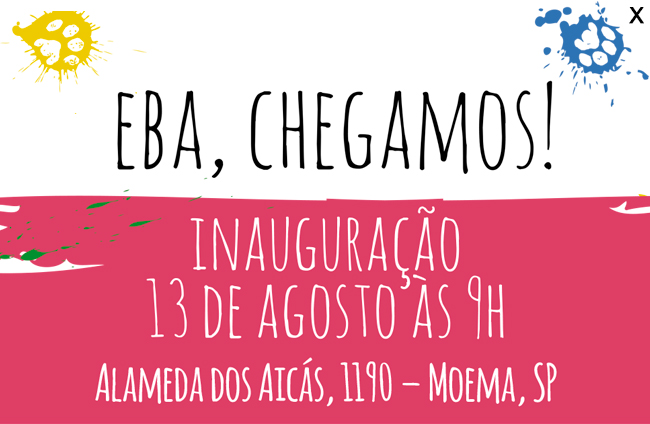 X
EBA, CHEGAMOS!
INAUGURAÇÃO
13 DE AGOSTO ÀS 9H
ALAMEDA DOS AICÁS, 1190 – MOEMA, SP